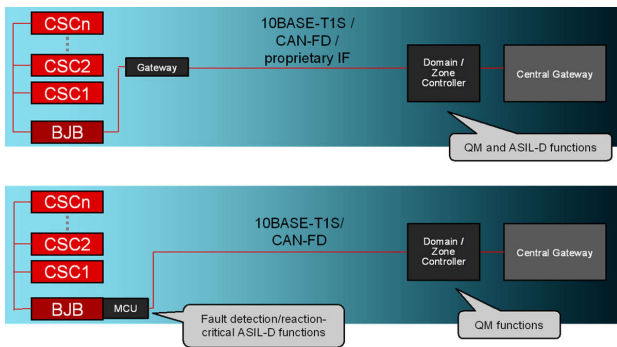 CSCn
CSC2
CSC1
BJB
Gateway
10BASE-T1S /
CAN-FD /
proprietary IF
Domain /
Zone
Controller
Central Gateway
QM and ASIL-D functions
CSCn
CSC2
CSC1
BJB
MCU
10BASE-T1S/
CAN-FD
Domain /
Zone
Controller
Central Gateway
Fault detection/reaction-
critical ASIL-D functions
QM functions